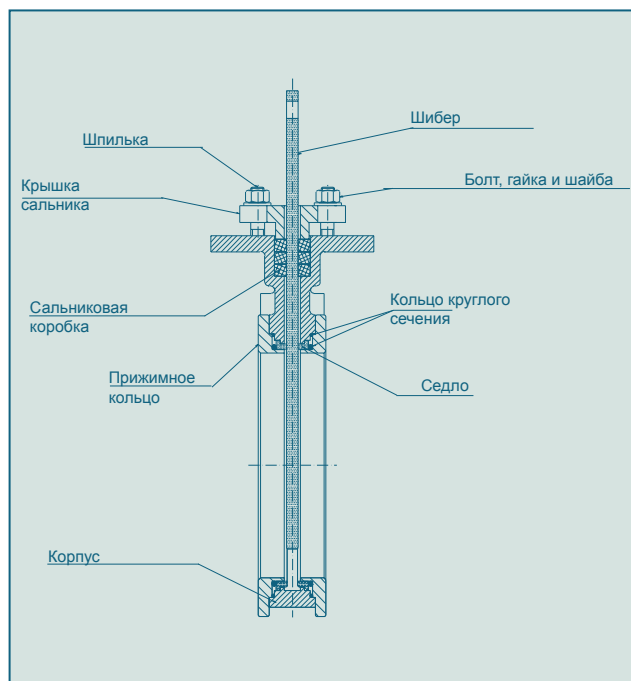 Шибер
Шпилька
Болт, гайка и шайба
Крышка
сальника
Сальниковая
коробка
Кольцо круглого
сечения
Прижимное
кольцо
Седло
Корпус